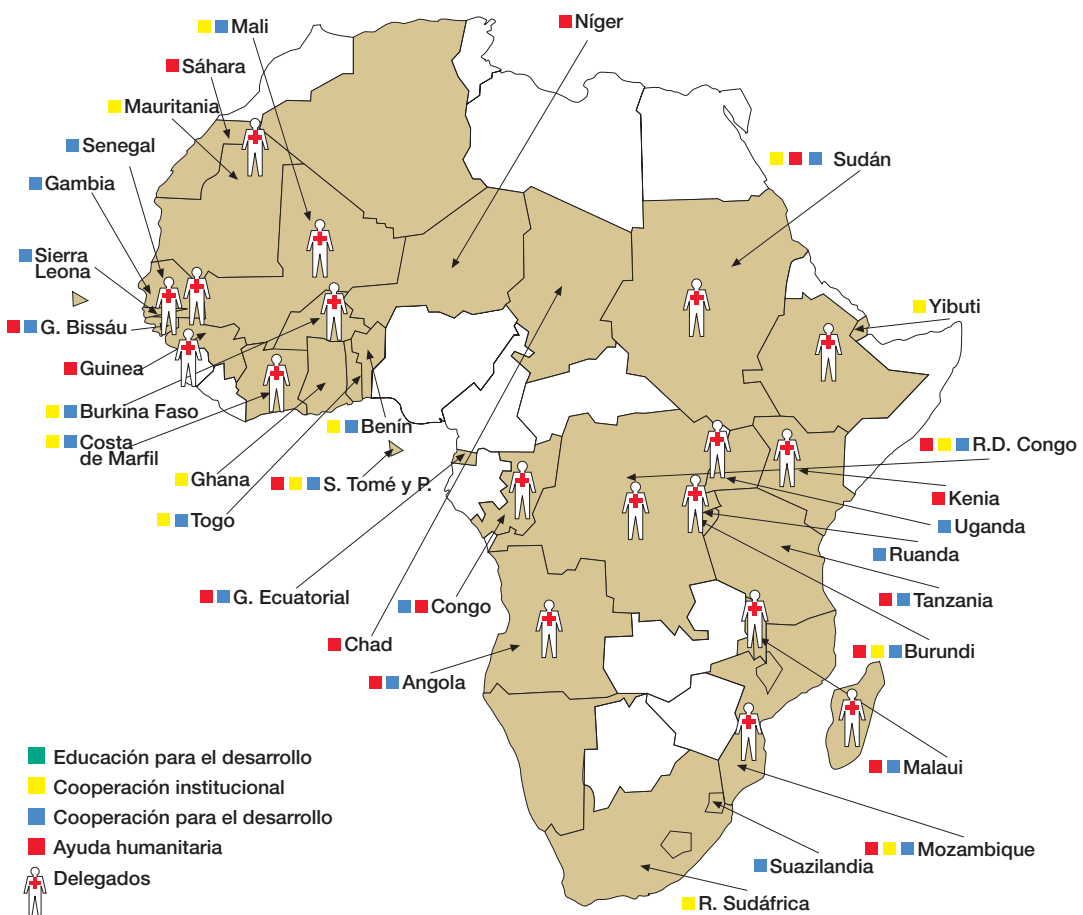 Mali
Níger
Sáhara
Mauritania
Senegal
Sudán
Gambia
Sierra
Leona
Yibuti
G. Bissáu
Guinea
Burkina Faso
Benín
Costa
de Marfil
R.D. Congo
Ghana
S. Tomé y P.
Kenia
Togo
Uganda
Ruanda
G. Ecuatorial
Congo
Tanzania
Chad
Burundi
Angola
Educación para el desarrollo
Malaui
Cooperación institucional
Cooperación para el desarrollo
Ayuda humanitaria
Mozambique
Suazilandia
Delegados
R. Sudáfrica